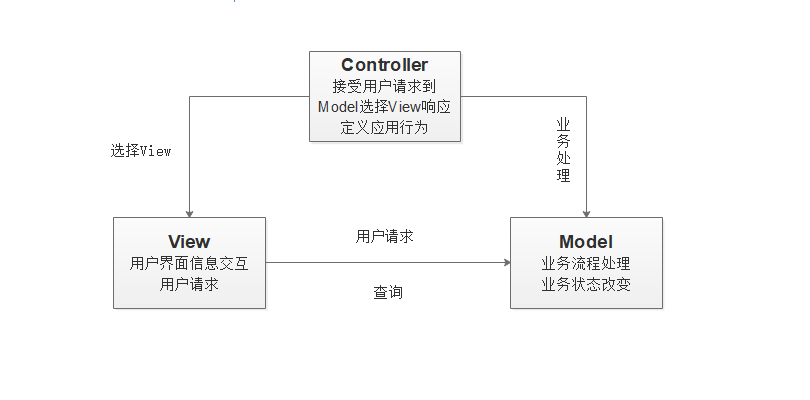 Controller
接受用户请求到
Model选择View响应
定义应用行为
选择View
业务处理
View
用户界面信息交互
用户请求
用户请求
查询
Model
业务流程处理
业务状态改变